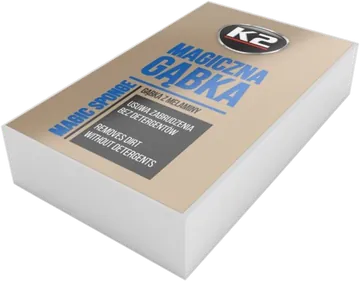 K2
MAGICZNA
GĄBKA
GĄBKA Z MELAMINY
MAGIC SPONGE
USUWA ZABRUDZENIA
BEZ DETERGENTÓW
REMOVES DIRT
WITHOUT DETERGENTS